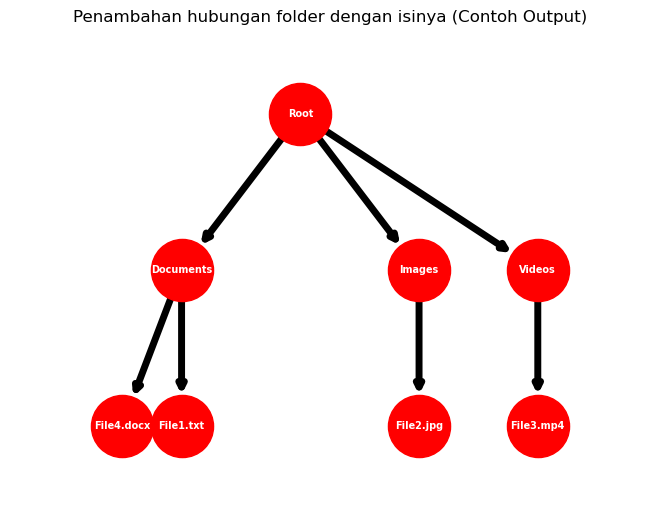 Penambahan hubungan folder dengan isinya (Contoh Output)
Root
Documents
Images
Videos
File4.docx
File1.txt
File2.jpg
File3.mp4